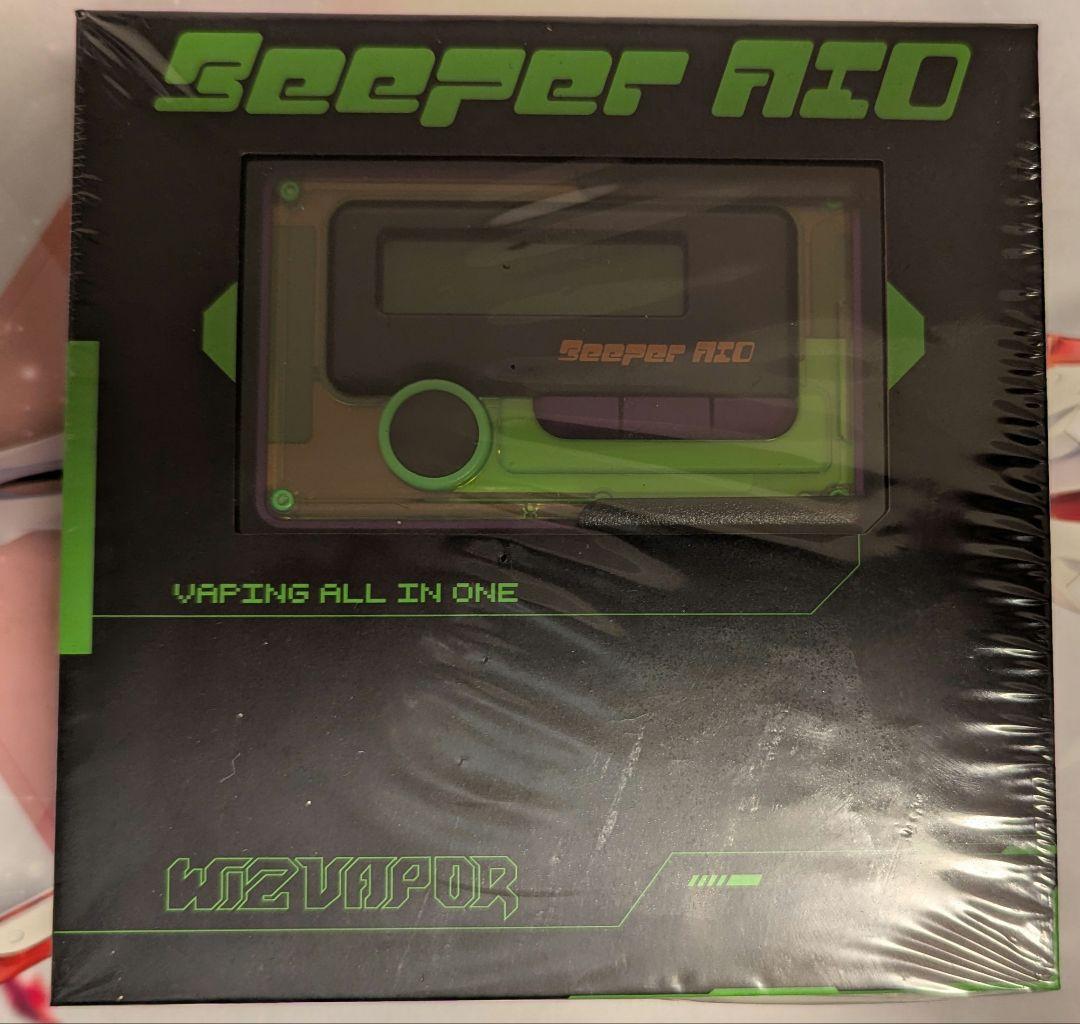 Beeper AIO
Beeper AIO
VAPING ALL IN ONE
WIZVAPOR